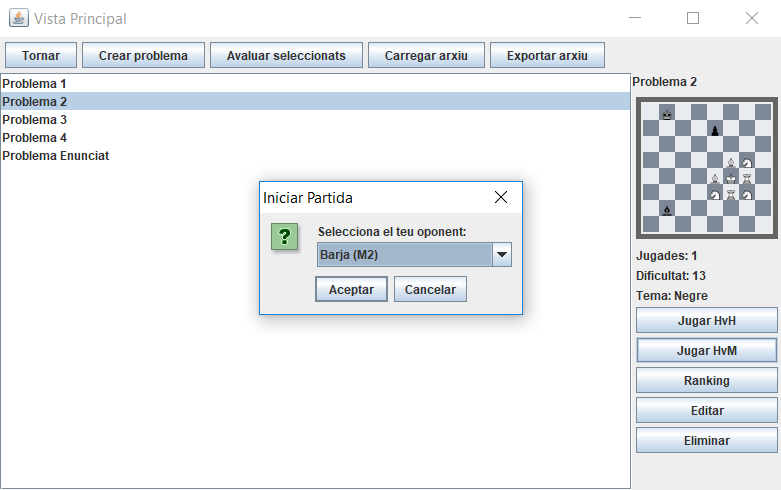 Vista Principal
Tornar Crear problema Avaluar seleccionats Carregar arxiu Exportar arxiu
Problema 1
Problema 2
Problema 3
Problema 4
Problema Enunciat
Iniciar Partida
?
Selecciona el teu oponent:
Barja (M2)
Aceptar Cancelar
Problema 2
Jugades: 1
Dificultat: 13
Tema: Negre
Jugar HvH
Jugar HvM
Ranking
Editar
Eliminar